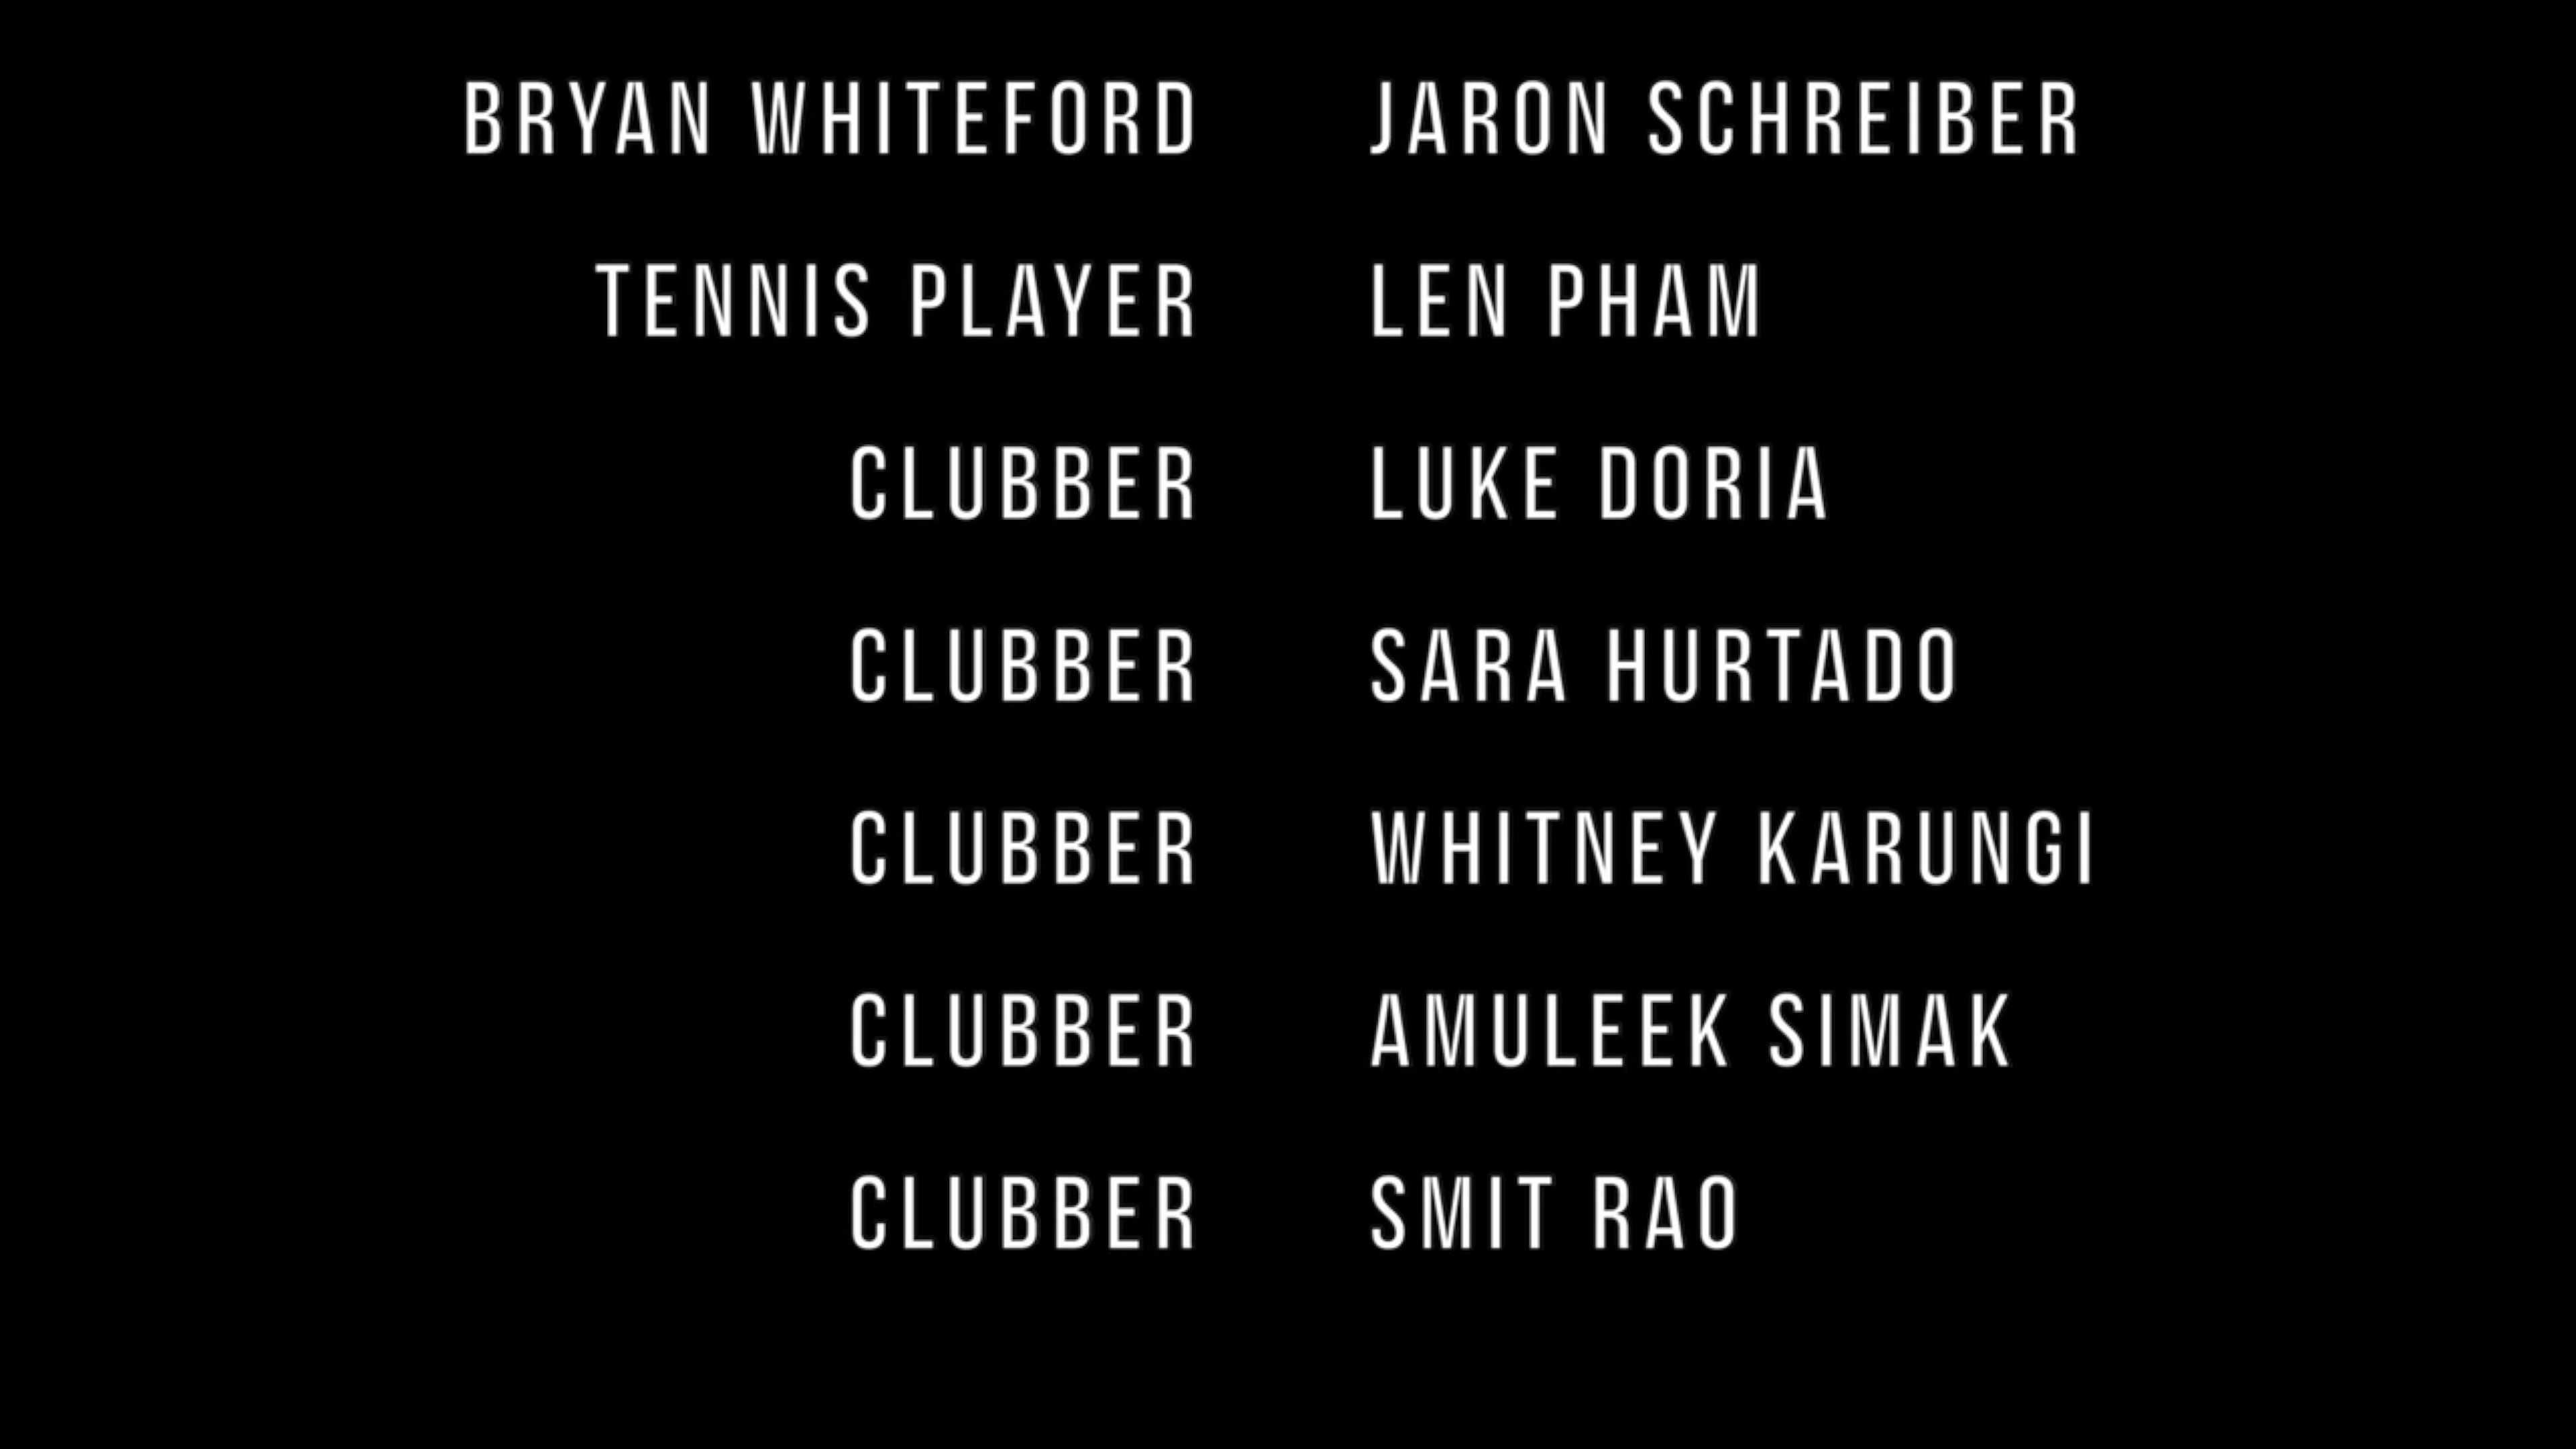 BRYAN WHITEFORD JARON SCHREIBER
TENNIS PLAYER LEN PHAM
CLUBBER LUKE DORIA
CLUBBER SARA HURTADO
CLUBBER WHITNEY KARUNGI
CLUBBER AMULEEK SIMAK
CLUBBER SMIT RAO